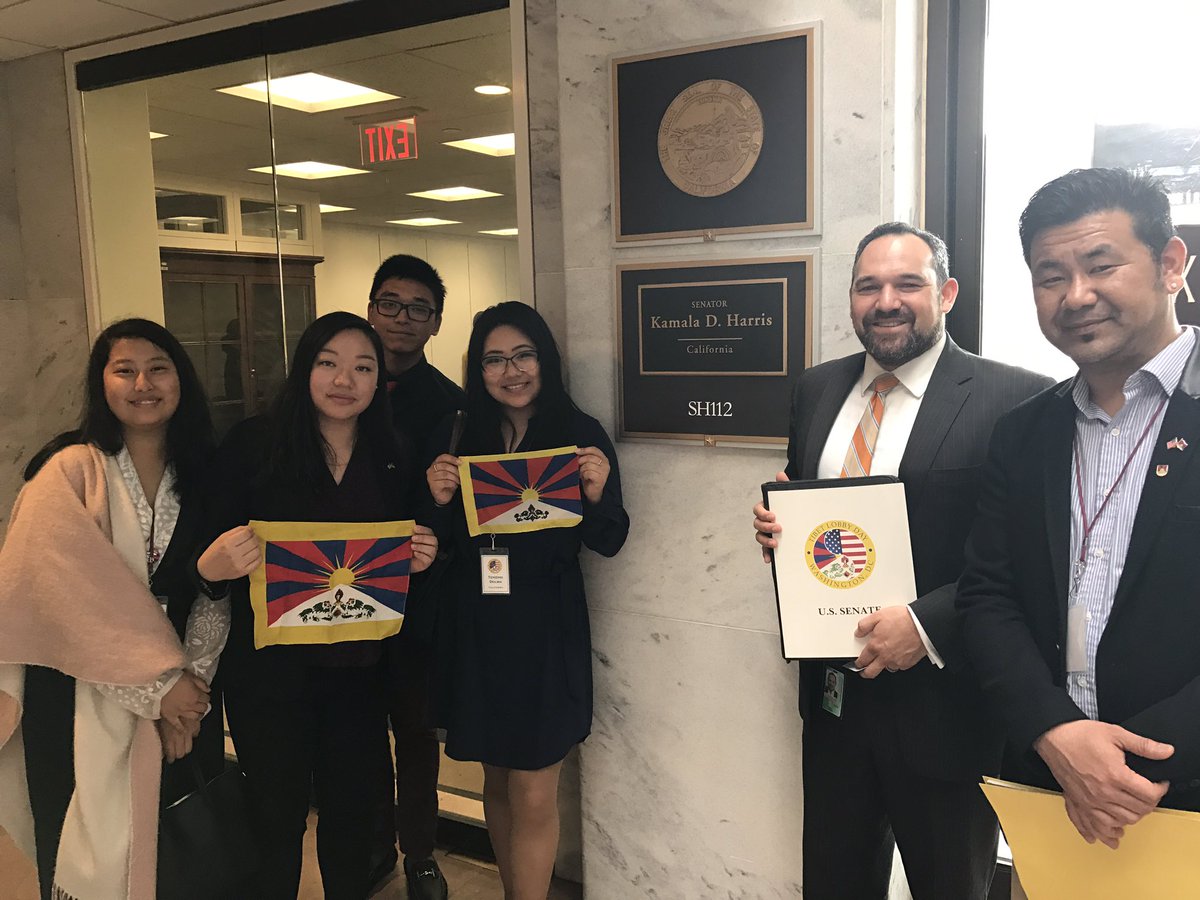 EXIT
SENATOR
Kamala D. Harris
California
SH112
TIBET LOBBY DAY
WASHINGTON, DC
U.S. SENATE